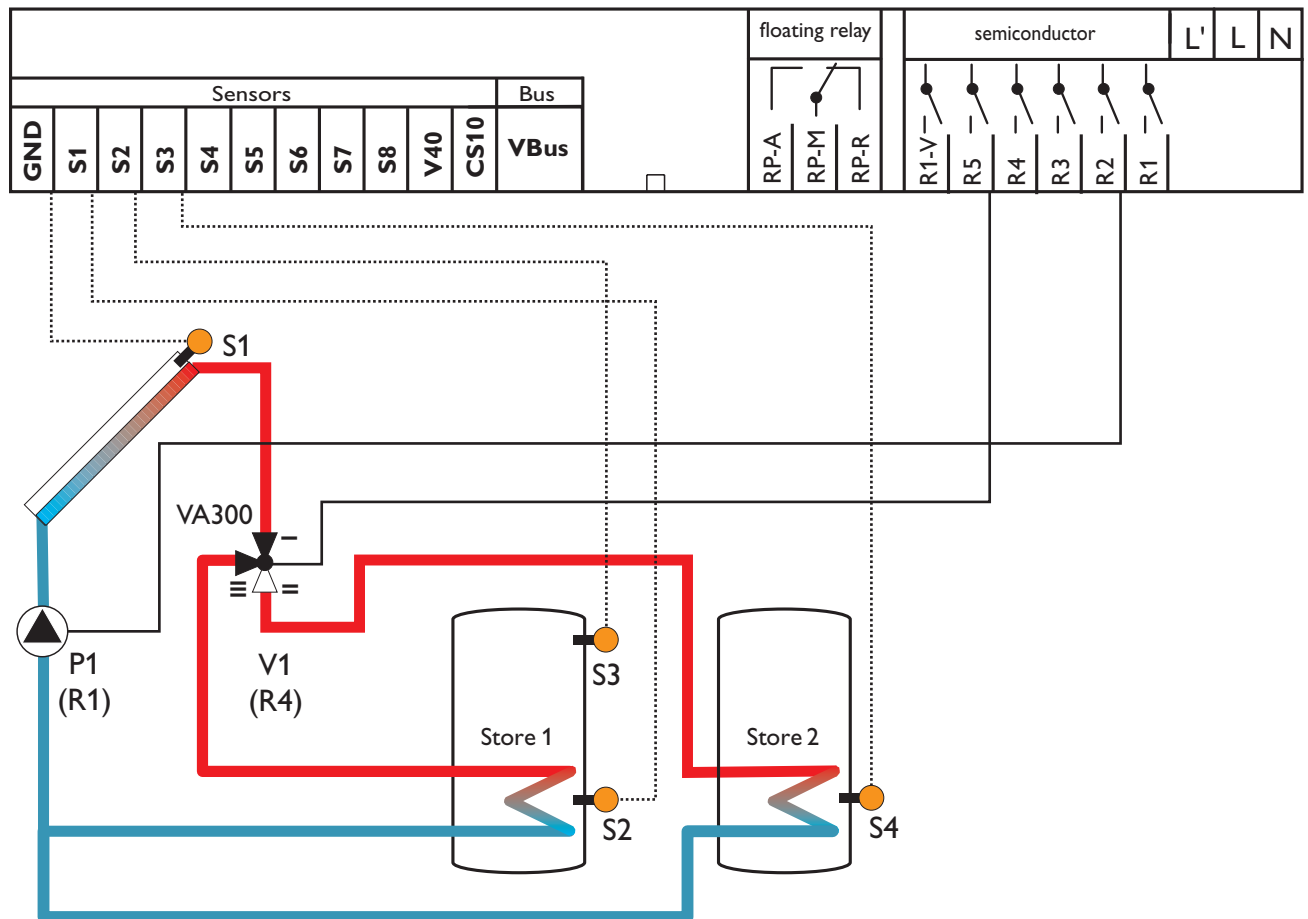 floating relay
semiconductor
L'
L
N
Sensors
Bus
GND
S1
S2
S3
S4
S5
S6
S7
S8
V40
CS10
VBus
RP-A
RP-M
RP-R
R1-V
R5
R4
R3
R2
R1
S1
VA300
P1
(R1)
V1
(R4)
S3
Store 1
Store 2
S2
S4